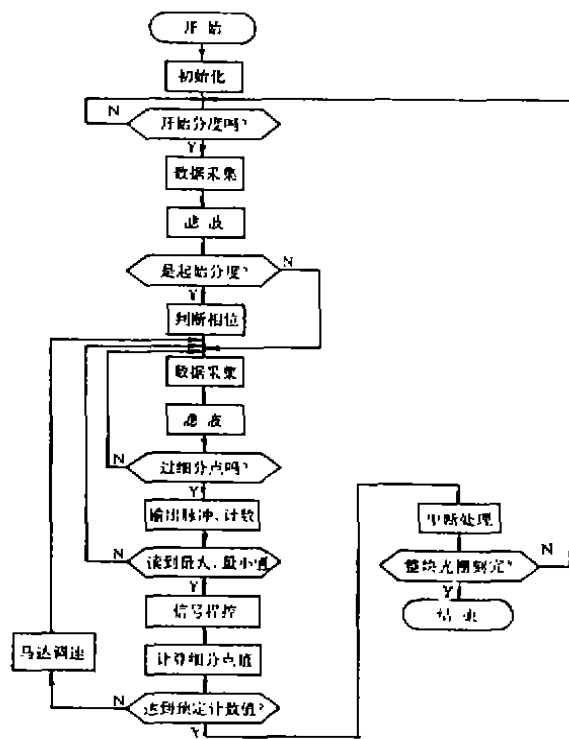 开始
初始化
N
开始分度吗?
Y
数据采集
滤波
是起始分度?
N
Y
判断相位
数据采集
滤波
N
过细分点吗?
Y
输出脉冲、计数
N
读到最大、最小值
Y
信号程控
马达调速
计算细分点值
N
达到预定计数值?
Y
中断处理
整块光栅刻完?
N
Y
结束